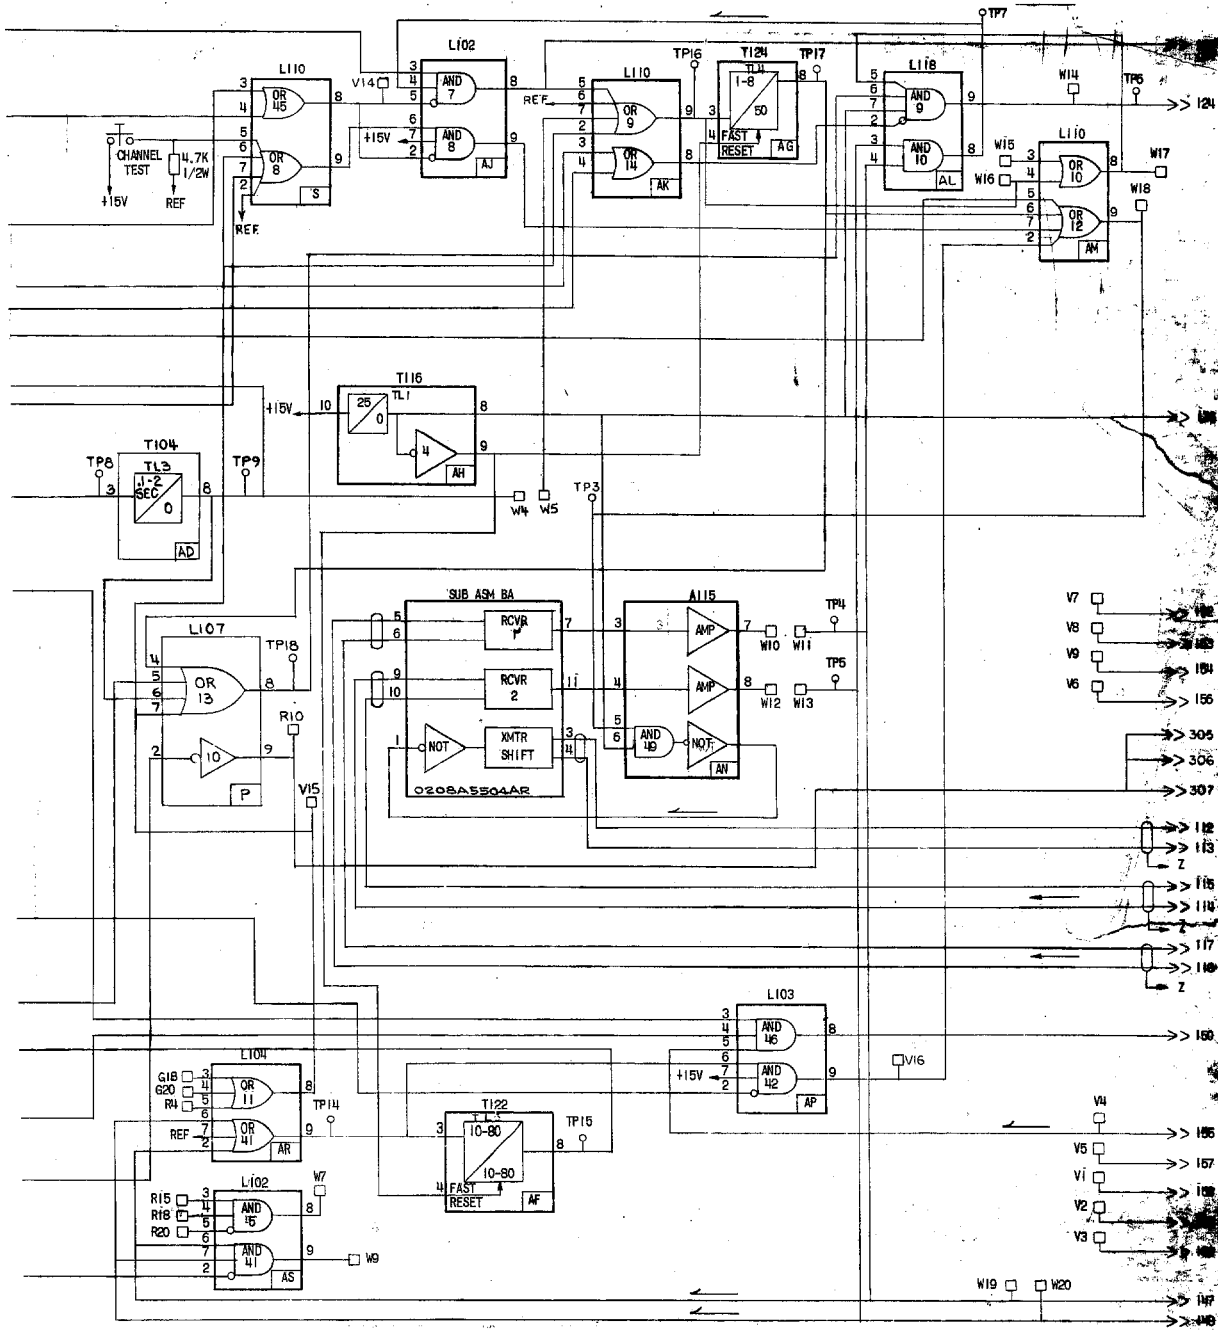 TP7
L102
TP16
T124
TP17
L118
L110
L110
W14
TP6
V14
3
4
5
AND
7
8
TL4
1-8
50
8
5
6
7
2
AND
9
9
124
3
4
OR
45
8
REF
5
6
7
2
OR
9
9
3
4
FAST
RESET
AG
L110
+15V
6
7
2
AND
8
9
AJ
3
4
OR
14
8
AK
3
4
AND
10
8
AL
W15
W16
3
4
OR
10
8
W17
CHANNEL
TEST
4.7K
1/2W
5
6
7
2
OR
8
9
S
5
6
7
2
OR
12
9
AM
W18
+15V
REF
REF
T116
+15V
10
25
0
TL1
8
4
9
AH
T104
TP8
3
TL3
.1-2
SEC
0
8
TP9
AD
W4
W5
TP3
SUB ASM BA
A115
5
6
RCVR
7
3
AMP
7
W10
W11
TP4
9
10
RCVR
2
11
4
AMP
8
W12
W13
TP5
1
NOT
XMTR
SHIFT
3
4
5
6
AND
49
NOT
AN
0208A5504AR
V7
V8
V9
V6
154
156
305
306
307
L107
4
5
6
7
OR
13
8
TP18
R10
2
10
9
P
V15
112
113
Z
115
114
Z
117
118
Z
L103
3
4
5
AND
46
8
150
+15V
6
7
2
AND
42
9
AP
V16
L104
G18
G20
R4
3
4
5
OR
11
8
REF
6
7
2
OR
41
9
AR
TP14
T122
3
10-80
10-80
8
TP15
4
FAST
RESET
AF
V4
V5
157
V1
V2
V3
L102
R15
R18
R20
3
4
5
AND
15
8
W7
6
7
2
AND
41
9
AS
W9
W19
W20
147
148